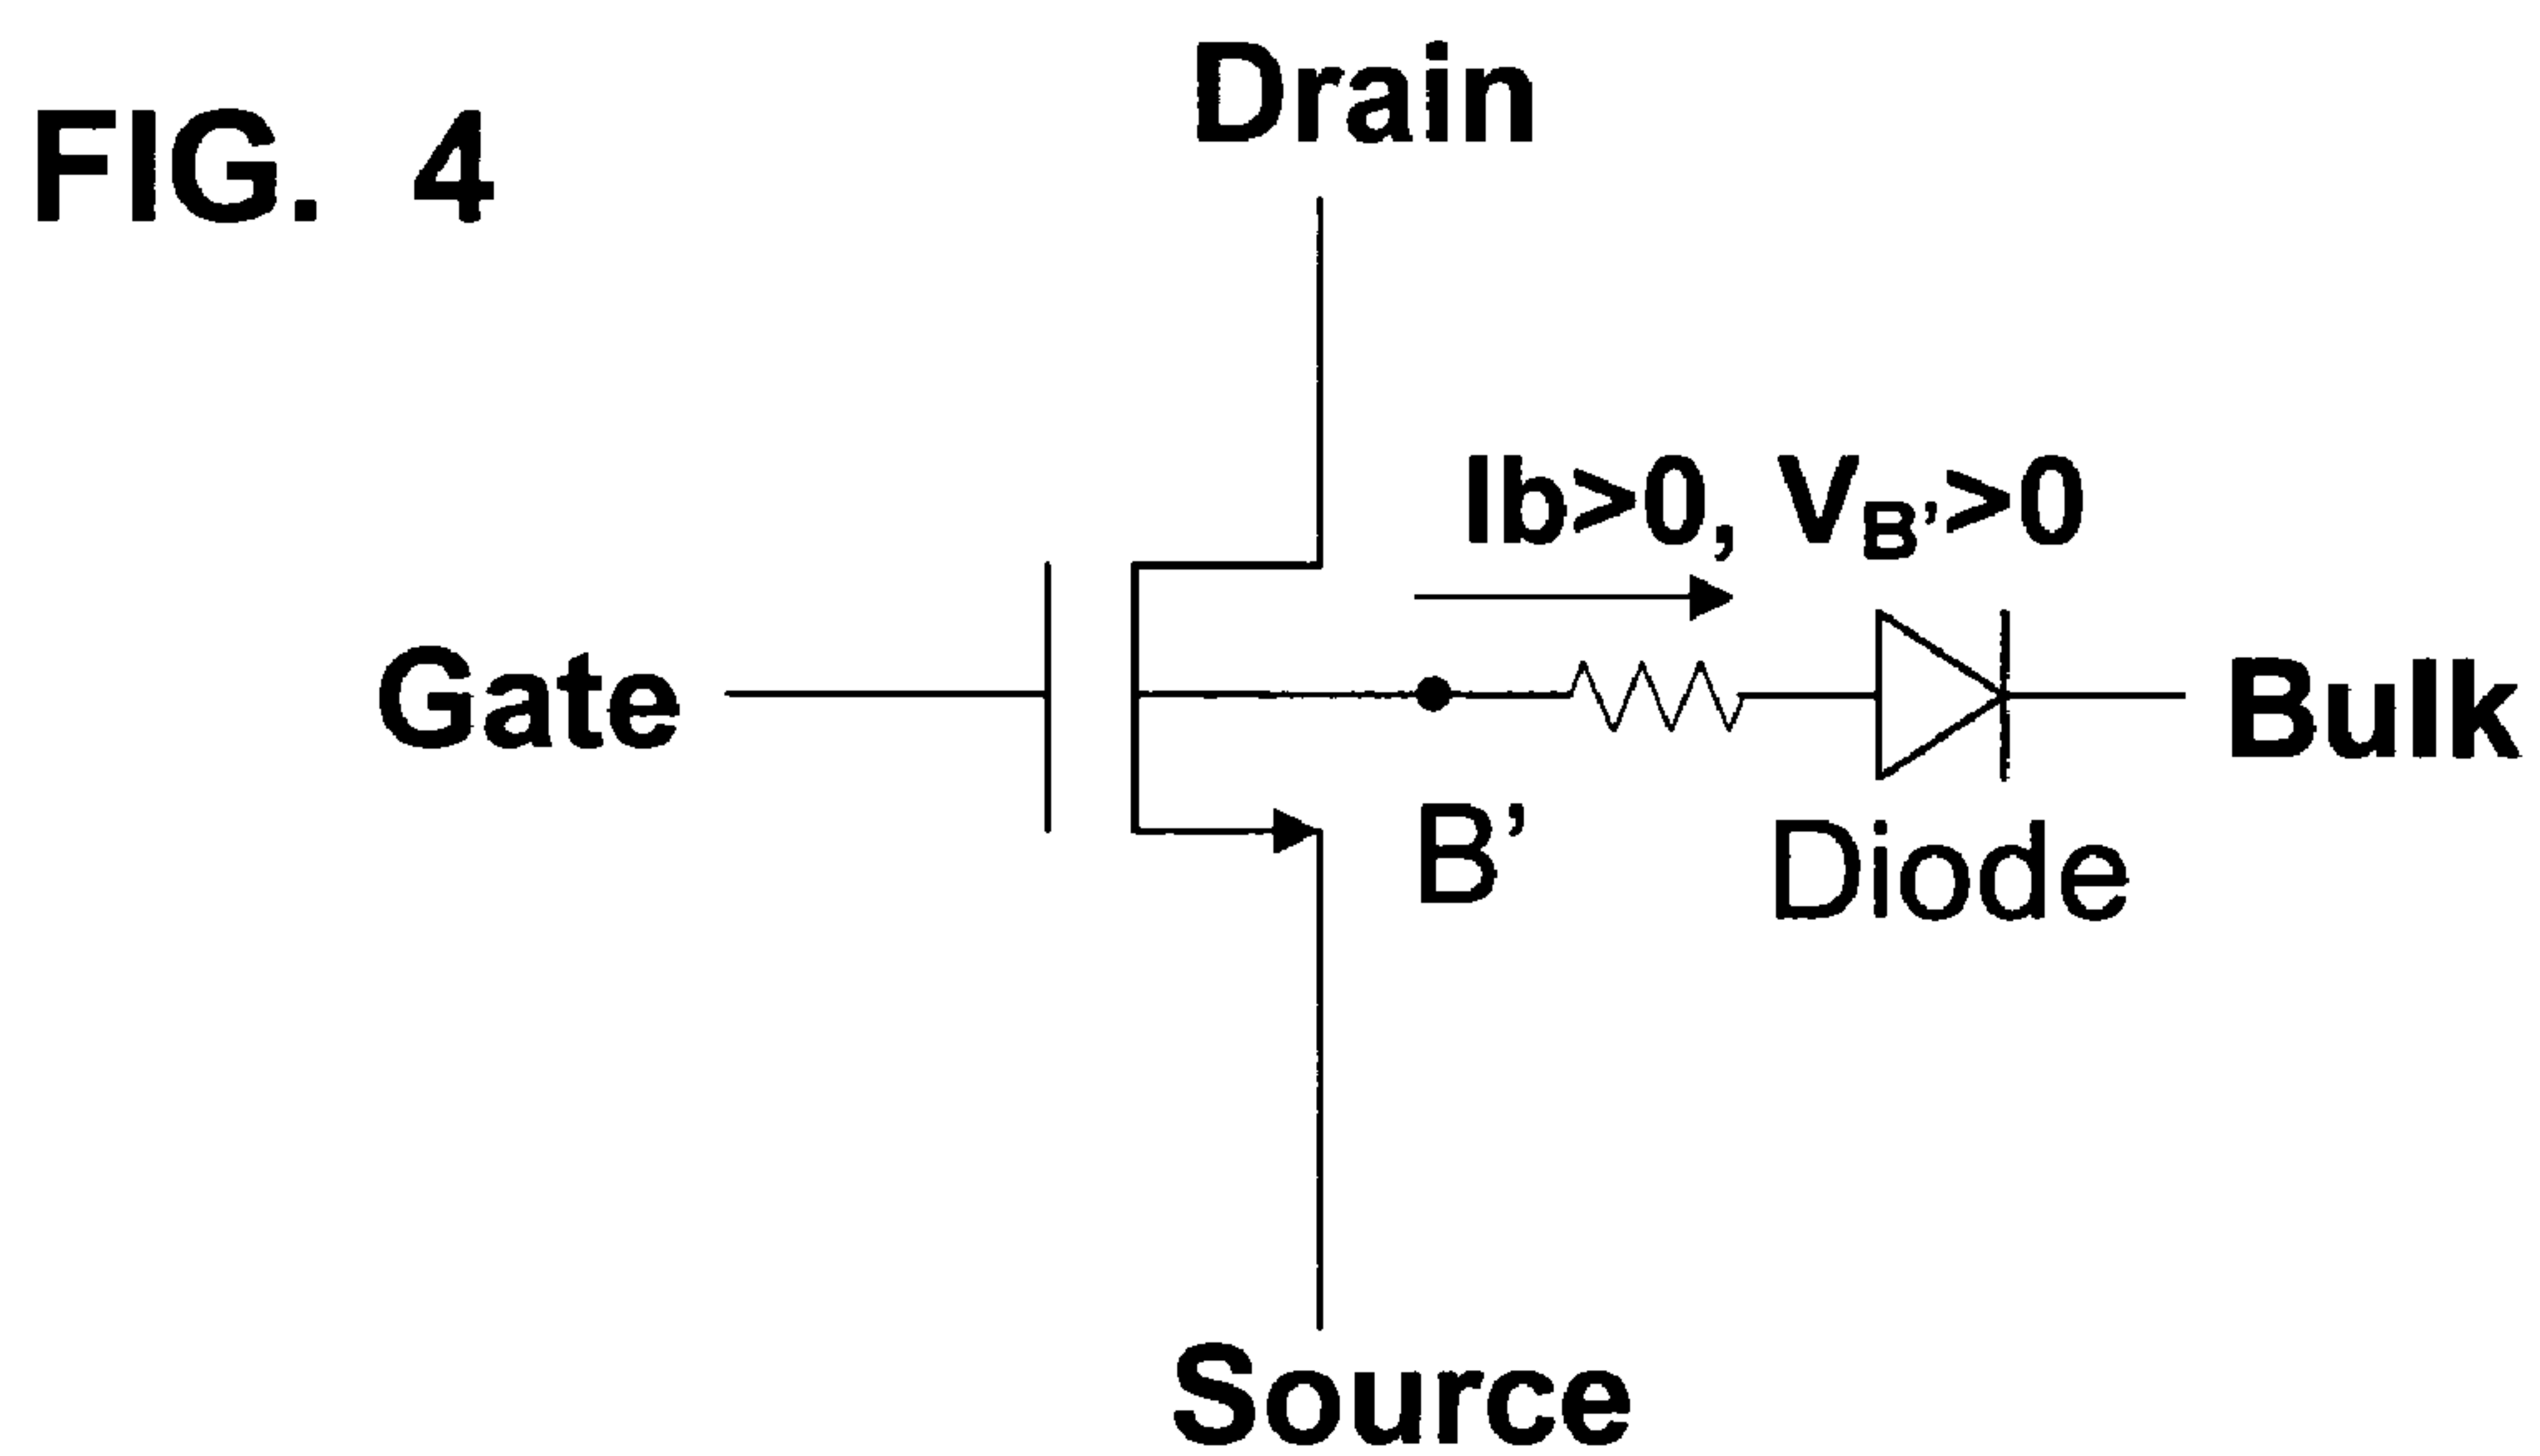 FIG. 4
Drain
Ib>0, VB'>0
Gate
Bulk
B'
Diode
Source